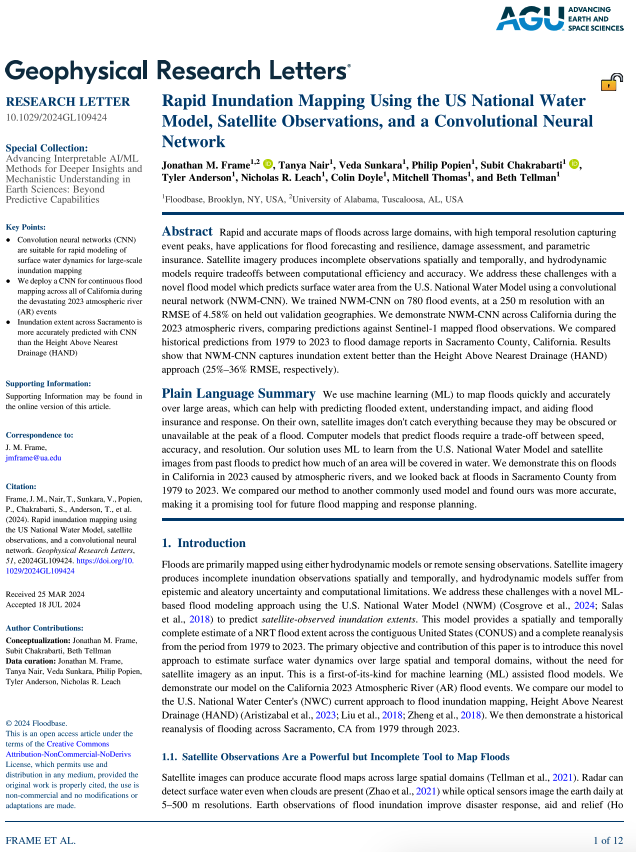 AGU ADVANCING
EARTH AND
SPACE SCIENCES
Geophysical Research Letters®
RESEARCH LETTER
10.1029/2024GL109424
Special Collection:
Advancing Interpretable AI/ML
Methods for Deeper Insights and
Mechanistic Understanding in
Earth Sciences: Beyond
Predictive Capabilities
Key Points:
• Convolution neural networks (CNN)
are suitable for rapid modeling of
surface water dynamics for large-scale
inundation mapping
• We deploy a CNN for continuous flood
mapping across all of California during
the devastating 2023 atmospheric river
(AR) events
• Inundation extent across Sacramento is
more accurately predicted with CNN
than the Height Above Nearest
Drainage (HAND)
Supporting Information:
Supporting Information may be found in
the online version of this article.
Correspondence to:
J. M. Frame,
jmframe@ua.edu
Citation:
Frame, J. M., Nair, T., Sunkara, V., Popien,
P., Chakrabarti, S., Anderson, T., et al.
(2024). Rapid inundation mapping using
the US National Water Model, satellite
observations, and a convolutional neural
network. Geophysical Research Letters,
51, e2024GL109424. https://doi.org/10.
1029/2024GL109424
Received 25 MAR 2024
Accepted 18 JUL 2024
Author Contributions:
Conceptualization: Jonathan M. Frame,
Subit Chakrabarti, Beth Tellman
Data curation: Jonathan M. Frame,
Tanya Nair, Veda Sunkara, Philip Popien,
Tyler Anderson, Nicholas R. Leach
© 2024 Floodbase.
This is an open access article under the
terms of the Creative Commons
Attribution-NonCommercial-NoDerivs
License, which permits use and
distribution in any medium, provided the
original work is properly cited, the use is
non-commercial and no modifications or
adaptations are made.
Rapid Inundation Mapping Using the US National Water
Model, Satellite Observations, and a Convolutional Neural
Network
Jonathan M. Frame1,2, Tanya Nair1, Veda Sunkara1, Philip Popien1, Subit Chakrabarti1,
Tyler Anderson1, Nicholas R. Leach1, Colin Doyle1, Mitchell Thomas1, and Beth Tellman1
1Floodbase, Brooklyn, NY, USA, 2University of Alabama, Tuscaloosa, AL, USA
Abstract Rapid and accurate maps of floods across large domains, with high temporal resolution capturing
event peaks, have applications for flood forecasting and resilience, damage assessment, and parametric
insurance. Satellite imagery produces incomplete observations spatially and temporally, and hydrodynamic
models require tradeoffs between computational efficiency and accuracy. We address these challenges with a
novel flood model which predicts surface water area from the U.S. National Water Model using a convolutional
neural network (NWM-CNN). We trained NWM-CNN on 780 flood events, at a 250 m resolution with an
RMSE of 4.58% on held out validation geographies. We demonstrate NWM-CNN across California during the
2023 atmospheric rivers, comparing predictions against Sentinel-1 mapped flood observations. We compared
historical predictions from 1979 to 2023 to flood damage reports in Sacramento County, California. Results
show that NWM-CNN captures inundation extent better than the Height Above Nearest Drainage (HAND)
approach (25%–36% RMSE, respectively).
Plain Language Summary We use machine learning (ML) to map floods quickly and accurately
over large areas, which can help with predicting flooded extent, understanding impact, and aiding flood
insurance and response. On their own, satellite images don't catch everything because they may be obscured or
unavailable at the peak of a flood. Computer models that predict floods require a trade-off between speed,
accuracy, and resolution. Our solution uses ML to learn from the U.S. National Water Model and satellite
images from past floods to predict how much of an area will be covered in water. We demonstrate this on floods
in California in 2023 caused by atmospheric rivers, and we looked back at floods in Sacramento County from
1979 to 2023. We compared our method to another commonly used model and found ours was more accurate,
making it a promising tool for future flood mapping and response planning.
1. Introduction
Floods are primarily mapped using either hydrodynamic models or remote sensing observations. Satellite imagery
produces incomplete inundation observations spatially and temporally, and hydrodynamic models suffer from
epistemic and aleatory uncertainty and computational limitations. We address these challenges with a novel ML-
based flood modeling approach using the U.S. National Water Model (NWM) (Cosgrove et al., 2024; Salas
et al., 2018) to predict satellite-observed inundation extents. This model provides a spatially and temporally
complete estimate of a NRT flood extent across the contiguous United States (CONUS) and a complete reanalysis
from the period from 1979 to 2023. The primary objective and contribution of this paper is to introduce this novel
approach to estimate surface water dynamics over large spatial and temporal domains, without the need for
satellite imagery as an input. This is a first-of-its-kind for machine learning (ML) assisted flood models. We
demonstrate our model on the California 2023 Atmospheric River (AR) flood events. We compare our model to
the U.S. National Water Center's (NWC) current approach to flood inundation mapping, Height Above Nearest
Drainage (HAND) (Aristizabal et al., 2023; Liu et al., 2018; Zheng et al., 2018). We then demonstrate a historical
reanalysis of flooding across Sacramento, CA from 1979 through 2023.
1.1. Satellite Observations Are a Powerful but Incomplete Tool to Map Floods
Satellite images can produce accurate flood maps across large spatial domains (Tellman et al., 2021). Radar can
detect surface water even when clouds are present (Zhao et al., 2021) while optical sensors image the earth daily at
5–500 m resolutions. Earth observations of flood inundation improve disaster response, aid and relief (Ho
FRAME ET AL.
1 of 12